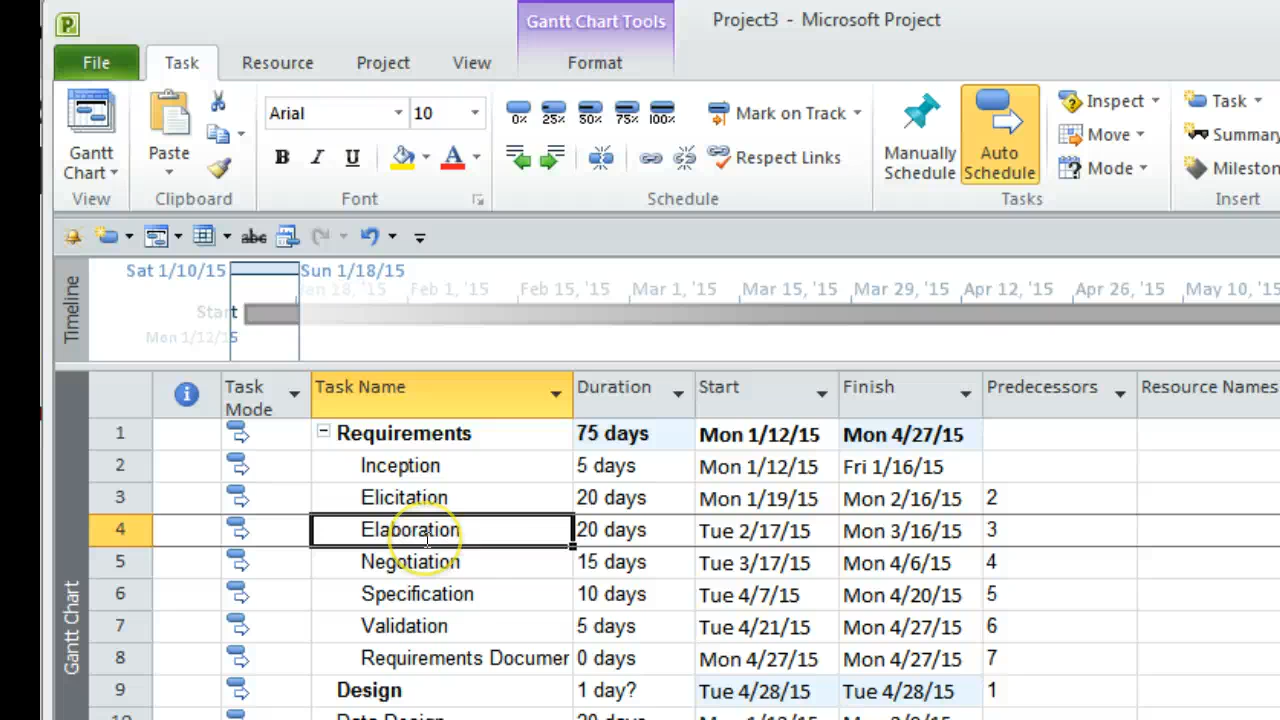 Gantt Chart Tools
Project3 - Microsoft Project
File Task Resource Project View Format
Gantt Chart
Paste
Arial 10
B I U A
0% 25% 50% 75% 100%
Mark on Track
Respect Links
Manually Schedule
Auto Schedule
Inspect
Move
Mode
Task
Summary
Mileston
View Clipboard Font Schedule Tasks Insert
abc
Timeline
Sat 1/10/15 Sun 1/18/15
Jan 28, '15 Feb 1, '15 Feb 15, '15 Mar 1, '15 Mar 15, '15 Mar 29, '15 Apr 12, '15 Apr 26, '15 May 10, '15
Start
Mon 1/12/15
Gantt Chart
Task Mode Task Name Duration Start Finish Predecessors Resource Names
1 Requirements 75 days Mon 1/12/15 Mon 4/27/15
2 Inception 5 days Mon 1/12/15 Fri 1/16/15
3 Elicitation 20 days Mon 1/19/15 Mon 2/16/15 2
4 Elaboration 20 days Tue 2/17/15 Mon 3/16/15 3
5 Negotiation 15 days Tue 3/17/15 Mon 4/6/15 4
6 Specification 10 days Tue 4/7/15 Mon 4/20/15 5
7 Validation 5 days Tue 4/21/15 Mon 4/27/15 6
8 Requirements Documer 0 days Mon 4/27/15 Mon 4/27/15 7
9 Design 1 day? Tue 4/28/15 Tue 4/28/15 1